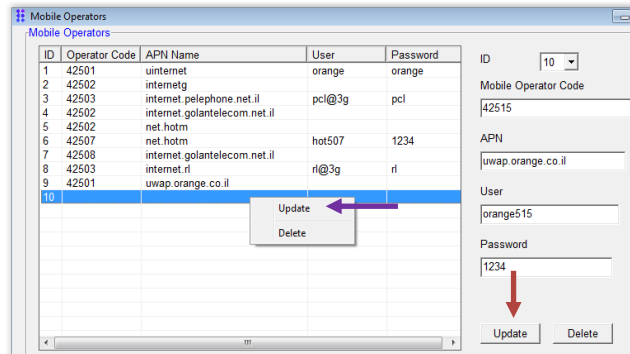 Mobile Operators
Mobile Operators
ID Operator Code APN Name User Password
1 42501 uinternet orange orange
2 42502 internetg
3 42503 internet.pelephone.net.il pcl@3g pcl
4 42502 internet.golantelecom.net.il
5 42502 net.hotm
6 42507 net.hotm hot507 1234
7 42508 internet.golantelecom.net.il
8 42503 internet.rl rl@3g rl
9 42501 uwap.orange.co.il
10
Update
Delete
ID 10
Mobile Operator Code
42515
APN
uwap.orange.co.il
User
orange515
Password
1234
Update Delete